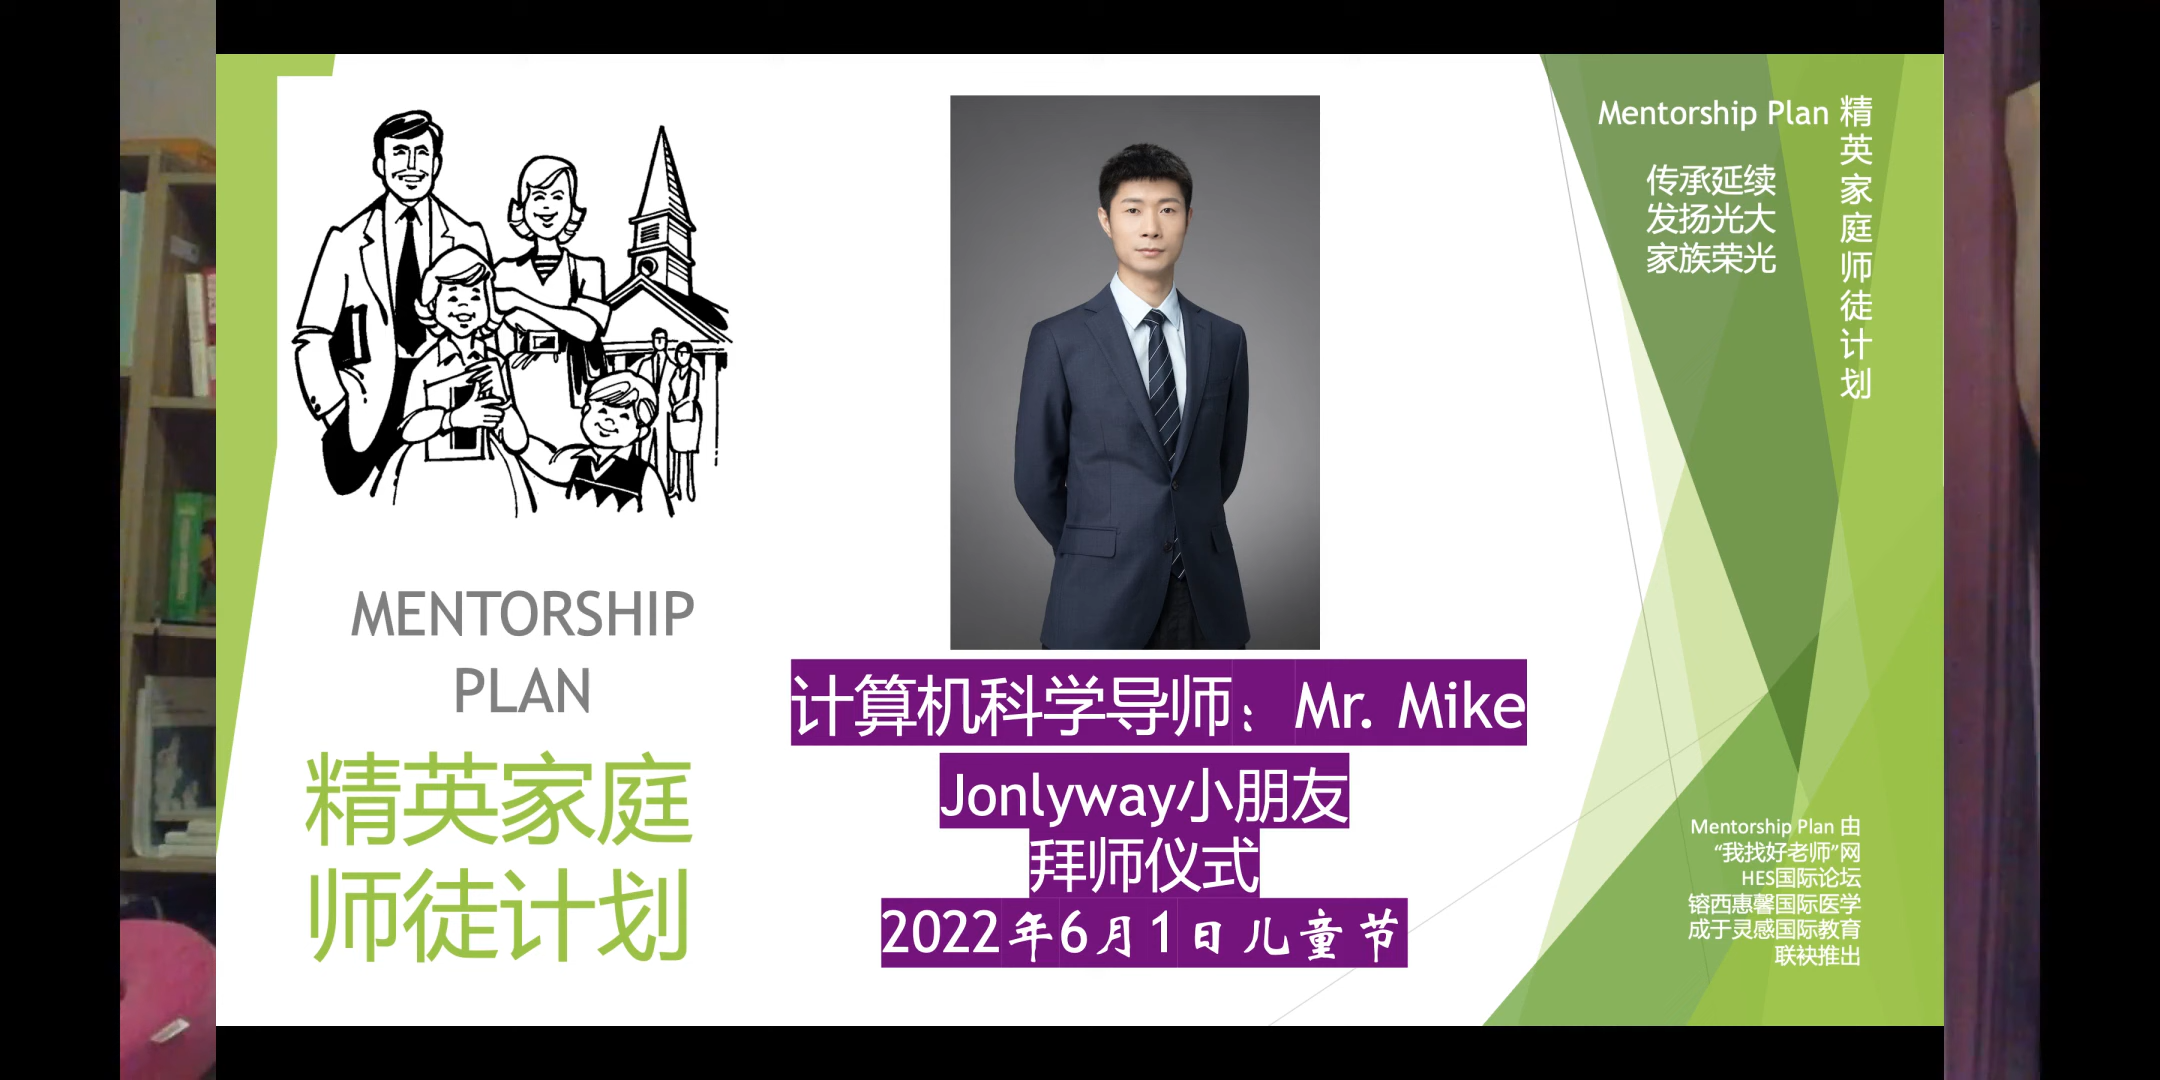 MENTORSHIP
PLAN
精英家庭
师徒计划
计算机科学导师：Mr. Mike
Jonlyway小朋友
拜师仪式
2022年6月1日儿童节
Mentorship Plan
传承延续
发扬光大
家族荣光
精英家庭师徒计划
Mentorship Plan 由
“我找好老师”网
HES国际论坛
镕西惠馨国际医学
成于灵感国际教育
联袂推出